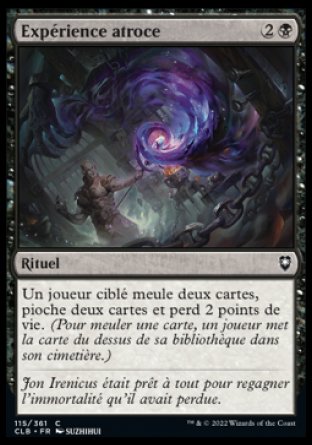 Expérience atroce 2
Rituel
Un joueur ciblé meule deux cartes,
pioche deux cartes et perd 2 points de
vie. (Pour meuler une carte, un joueur met
la carte du dessus de sa bibliothèque dans
son cimetière.)
Jon Irenicus était prêt à tout pour regagner
l'immortalité qu'il avait perdue.
115/361 C
CLB • FR SUZHIHUI
™ & © 2022 Wizards of the Coast